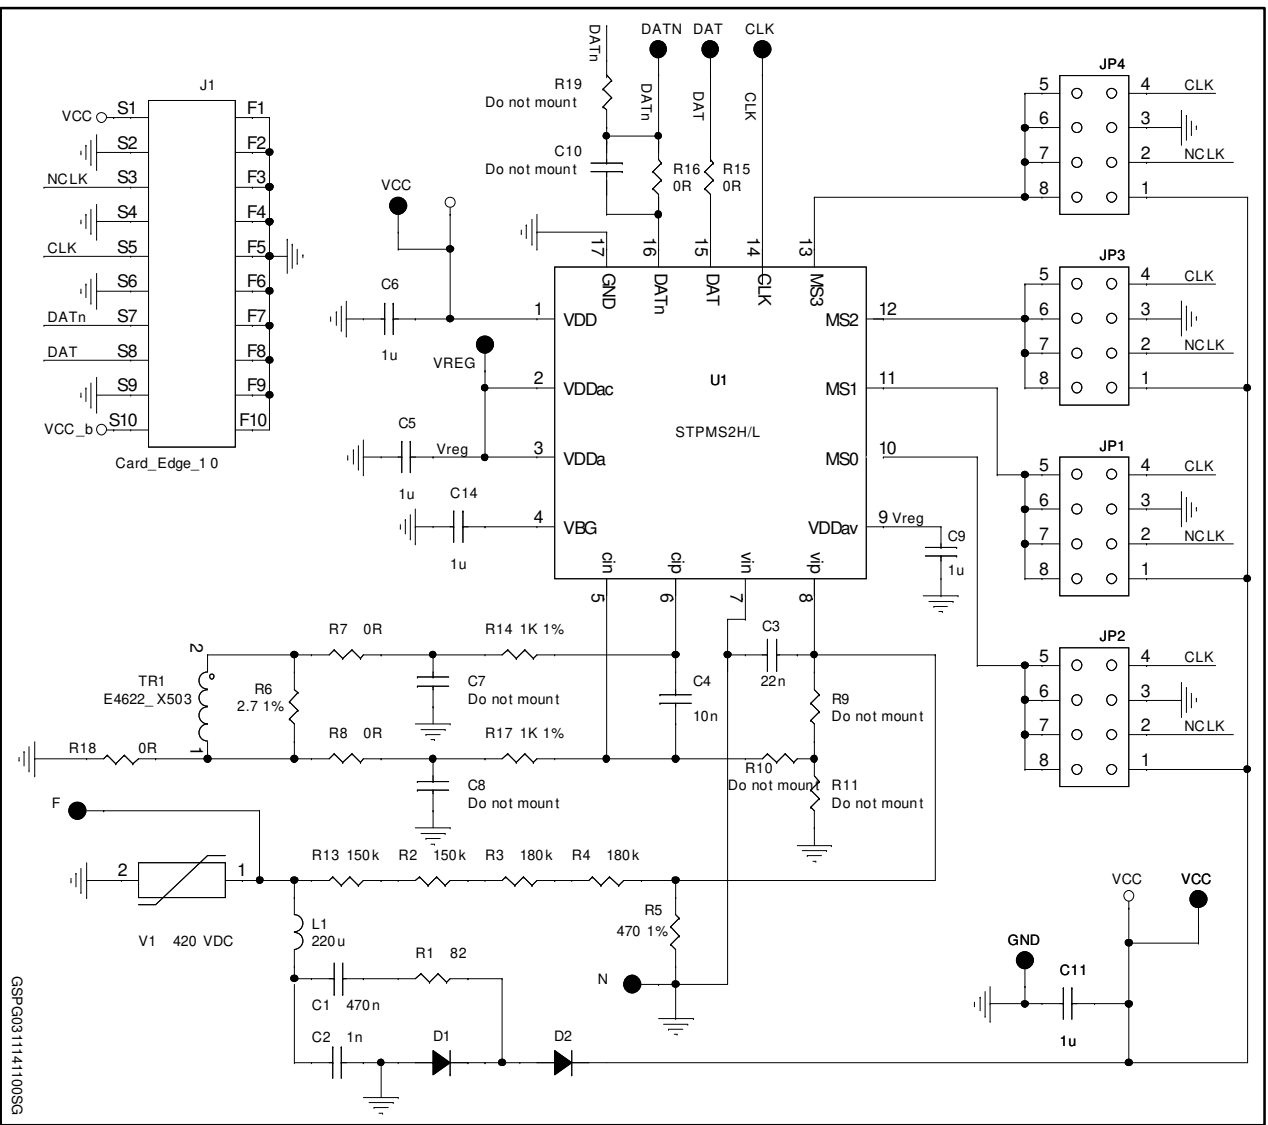 DATn
DATN DAT CLK
J1
R19
Do not mount
DATn
DAT
CLK
JP4
VCC S1 F1
S2 F2
NCLK S3 F3
S4 F4
CLK S5 F5
S6 F6
DATn S7 F7
DAT S8 F8
S9 F9
VCC_b S10 F10
Card_Edge_10
C10
Do not mount
R16
0R
R15
0R
VCC
5 4 CLK
6 3
7 2 NCLK
8 1
17 16 15 14 13
GND DATn DAT CLK MS3
JP3
5 4 CLK
6 3
7 2 NCLK
8 1
C6
1u
1 VDD
MS2 12
VREG
2 VDDac
U1
STPMS2H/L
MS1 11
C5
1u
Vreg
3 VDDa
MS0 10
JP1
5 4 CLK
6 3
7 2 NCLK
8 1
C14
1u
4 VBG
VDDav 9 Vreg
C9
1u
cin cip vin vip
5 6 7 8
JP2
5 4 CLK
6 3
7 2 NCLK
8 1
R7 0R
R14 1K 1%
C3
22n
2
TR1
E4622_X503
1
R6
2.7 1%
C7
Do not mount
C4
10n
R9
Do not mount
R18 0R
R8 0R
R17 1K 1%
R10
Do not mount
C8
Do not mount
R11
Do not mount
F
2 1
V1 420 VDC
R13 150k R2 150k R3 180k R4 180k
R5
470 1%
L1
220u
R1 82
C1 470n
N
C2 1n
D1
D2
VCC
VCC
GND
C11
1u
GSPG0311141100SG